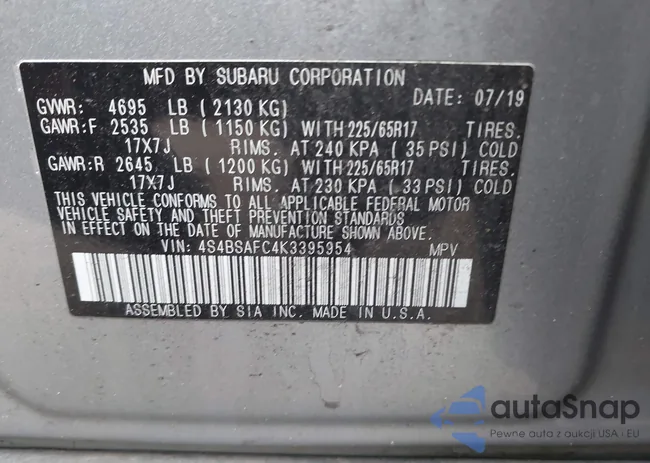 MFD BY SUBARU CORPORATION
GVWR: 4695 LB ( 2130 KG) DATE: 07/19
GAWR:F 2535 LB ( 1150 KG) WITH 225/65R17 TIRES.
17X7J RIMS. AT 240 KPA ( 35 PSI) COLD
GAWR:R 2645 LB ( 1200 KG) WITH 225/65R17 TIRES.
17X7J RIMS. AT 230 KPA ( 33 PSI) COLD
THIS VEHICLE CONFORMS TO ALL APPLICABLE FEDERAL MOTOR
VEHICLE SAFETY AND THEFT PREVENTION STANDARDS
IN EFFECT ON THE DATE OF MANUFACTURE SHOWN ABOVE.
VIN: 4S4BSAFC4K3395954 MPV
ASSEMBLED BY SIA INC. MADE IN U.S.A.
autaSnap
Pewne auta z aukcji USA - EU